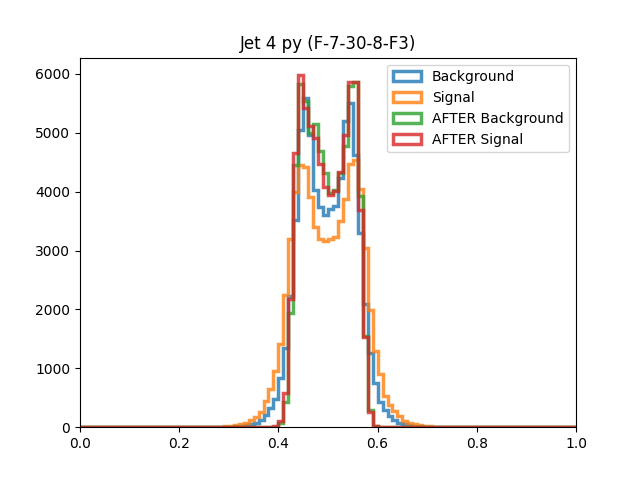 Jet 4 py (F-7-30-8-F3)
Background
Signal
AFTER Background
AFTER Signal
6000
5000
4000
3000
2000
1000
0
0.0 0.2 0.4 0.6 0.8 1.0